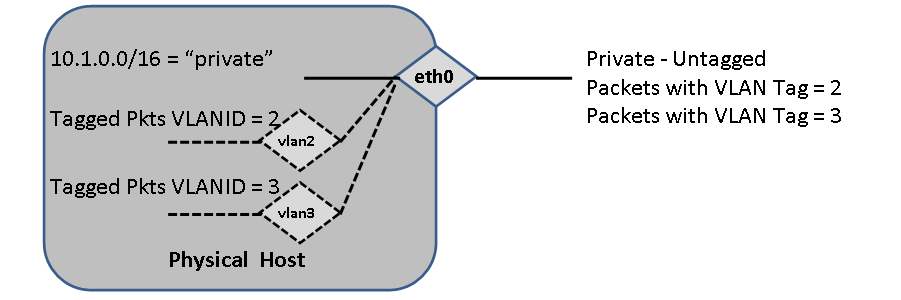 10.1.0.0/16 = “private”
eth0
Private - Untagged
Packets with VLAN Tag = 2
Packets with VLAN Tag = 3
Tagged Pkts VLANID = 2
vlan2
Tagged Pkts VLANID = 3
vlan3
Physical Host